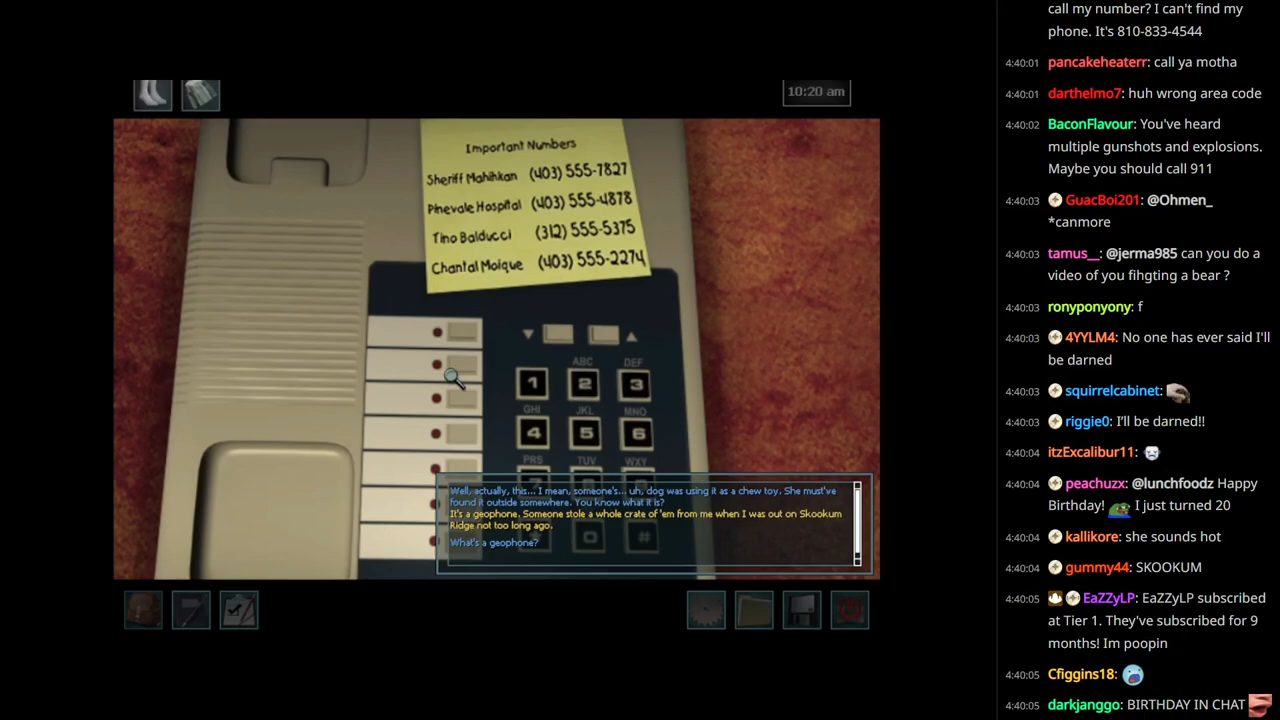 10:20 am
Important Numbers
Sheriff Mahihkan (403) 555-7827
Pinevale Hospital (403) 555-4878
Tino Balducci (312) 555-5375
Chantal Moique (403) 555-2274
ABC DEF
1 2 3
GHI JKL MNO
4 5 6
PRS TUV WXY
0 #
Well, actually, this... I mean, someone's... uh, dog was using it as a chew toy. She must've
found it outside somewhere. You know what it is?
It's a geophone. Someone stole a whole crate of 'em from me when I was out on Skookum
Ridge not too long ago.
What's a geophone?
call my number? I can't find my
phone. It's 810-833-4544
4:40:01 pancakeheaterr: call ya motha
4:40:01 darthelmo7: huh wrong area code
4:40:02 BaconFlavour: You've heard
multiple gunshots and explosions.
Maybe you should call 911
4:40:03 GuacBoi201: @Ohmen_
*canmore
4:40:03 tamus__: @jerma985 can you do a
video of you fihgting a bear ?
4:40:03 ronyponyony: f
4:40:03 4YYLM4: No one has ever said I'll
be darned
4:40:03 squirrelcabinet:
4:40:03 riggie0: I'll be darned!!
4:40:04 itzExcalibur11:
4:40:04 peachuzx: @lunchfoodz Happy
Birthday! I just turned 20
4:40:04 kallikore: she sounds hot
4:40:04 gummy44: SKOOKUM
4:40:05 EaZZyLP: EaZZyLP subscribed
at Tier 1. They've subscribed for 9
months! Im poopin
4:40:05 Cfiggins18:
4:40:05 darkjanggo: BIRTHDAY IN CHAT